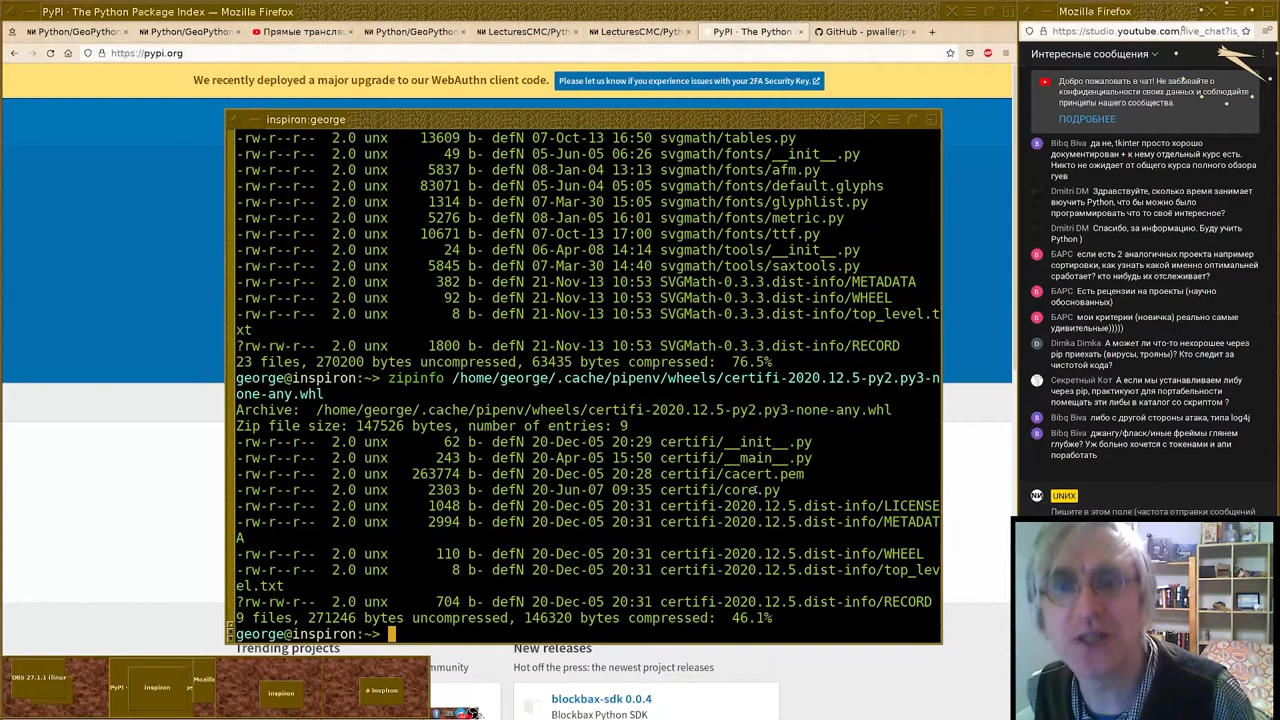 PyPI · The Python Package Index — Mozilla Firefox
Python/GeoPython
Python/GeoPython
Прямые трансляц
Python/GeoPython
LecturesCMC/Pyth
LecturesCMC/Pyth
PyPI · The Python
GitHub - pwaller/p
https://pypi.org
We recently deployed a major upgrade to our WebAuthn client code.
Please let us know if you experience issues with your 2FA Security Key.
inspiron:george
-rw-r--r-- 2.0 unx 13609 b- defN 07-Oct-13 16:50 svgmath/tables.py
-rw-r--r-- 2.0 unx 49 b- defN 05-Jun-05 06:26 svgmath/fonts/__init__.py
-rw-r--r-- 2.0 unx 5837 b- defN 08-Jan-04 13:13 svgmath/fonts/afm.py
-rw-r--r-- 2.0 unx 83071 b- defN 05-Jun-04 05:05 svgmath/fonts/default.glyphs
-rw-r--r-- 2.0 unx 1314 b- defN 07-Mar-30 15:05 svgmath/fonts/glyphlist.py
-rw-r--r-- 2.0 unx 5276 b- defN 08-Jan-05 16:01 svgmath/fonts/metric.py
-rw-r--r-- 2.0 unx 10671 b- defN 07-Oct-13 17:00 svgmath/fonts/ttf.py
-rw-r--r-- 2.0 unx 24 b- defN 06-Apr-08 14:14 svgmath/tools/__init__.py
-rw-r--r-- 2.0 unx 5845 b- defN 07-Mar-30 14:40 svgmath/tools/saxtools.py
-rw-r--r-- 2.0 unx 382 b- defN 21-Nov-13 10:53 SVGMath-0.3.3.dist-info/METADATA
-rw-r--r-- 2.0 unx 92 b- defN 21-Nov-13 10:53 SVGMath-0.3.3.dist-info/WHEEL
-rw-r--r-- 2.0 unx 8 b- defN 21-Nov-13 10:53 SVGMath-0.3.3.dist-info/top_level.t
xt
?rw-rw-r-- 2.0 unx 1800 b- defN 21-Nov-13 10:53 SVGMath-0.3.3.dist-info/RECORD
23 files, 270200 bytes uncompressed, 63435 bytes compressed: 76.5%
george@inspiron:~> zipinfo /home/george/.cache/pipenv/wheels/certifi-2020.12.5-py2.py3-n
one-any.whl
Archive: /home/george/.cache/pipenv/wheels/certifi-2020.12.5-py2.py3-none-any.whl
Zip file size: 147526 bytes, number of entries: 9
-rw-r--r-- 2.0 unx 62 b- defN 20-Dec-05 20:29 certifi/__init__.py
-rw-r--r-- 2.0 unx 243 b- defN 20-Apr-05 15:50 certifi/__main__.py
-rw-r--r-- 2.0 unx 263774 b- defN 20-Dec-05 20:28 certifi/cacert.pem
-rw-r--r-- 2.0 unx 2303 b- defN 20-Jun-07 09:35 certifi/core.py
-rw-r--r-- 2.0 unx 1048 b- defN 20-Dec-05 20:31 certifi-2020.12.5.dist-info/LICENSE
-rw-r--r-- 2.0 unx 2994 b- defN 20-Dec-05 20:31 certifi-2020.12.5.dist-info/METADAT
A
-rw-r--r-- 2.0 unx 110 b- defN 20-Dec-05 20:31 certifi-2020.12.5.dist-info/WHEEL
-rw-r--r-- 2.0 unx 8 b- defN 20-Dec-05 20:31 certifi-2020.12.5.dist-info/top_lev
el.txt
?rw-rw-r-- 2.0 unx 704 b- defN 20-Dec-05 20:31 certifi-2020.12.5.dist-info/RECORD
9 files, 271246 bytes uncompressed, 146320 bytes compressed: 46.1%
george@inspiron:~>
Trending projects
New releases
Hot off the press: the newest project releases
blockbax-sdk 0.0.4
Blockbax Python SDK
OBS 27.1.1 (linux
PyPI ·
inspiron
Mozilla
inspiron
# inspiron
Mozilla Firefox
https://studio.youtube.com/live_chat?is_
Интересные сообщения
Добро пожаловать в чат! Не забывайте о
конфиденциальности своих данных и соблюдайте
принципы нашего сообщества.
ПОДРОБНЕЕ
Bibq Biva да не, tkinter просто хорошо
документирован + к нему отдельный курс есть.
Никто не ожидает от общего курса полного обзора
гуев
Dmitri DM Здравствуйте, сколько время занимает
вюучить Python, что бы можно было
программировать что то своё интересное?
Dmitri DM Спасибо, за информацию. Буду учить
Python )
БАРС если есть 2 аналогичных проекта например
сортировки, как узнать какой именно оптимальней
сработает? кто нибудь их отслеживает?
БАРС Есть рецензии на проекты (научно
обоснованных)
БАРС мои критерии (новичка) реально самые
удивительные)))))
Dimka Dimka А может ли что-то нехорошее через
pip приехать (вирусы, трояны)? Кто следит за
чистотой кода?
Секретный Кот А если мы устанавливаем либу
через pip, практикуют для портабельности
помещать эти либы в каталог со скриптом ?
Bibq Biva либо с другой стороны атака, типа log4j
Bibq Biva джангу/фласк/иные фреймы глянем
глубже? Уж больно хочется с токенами и апи
поработать
UNИX
Пишите в этом поле (частота отправки сообщений